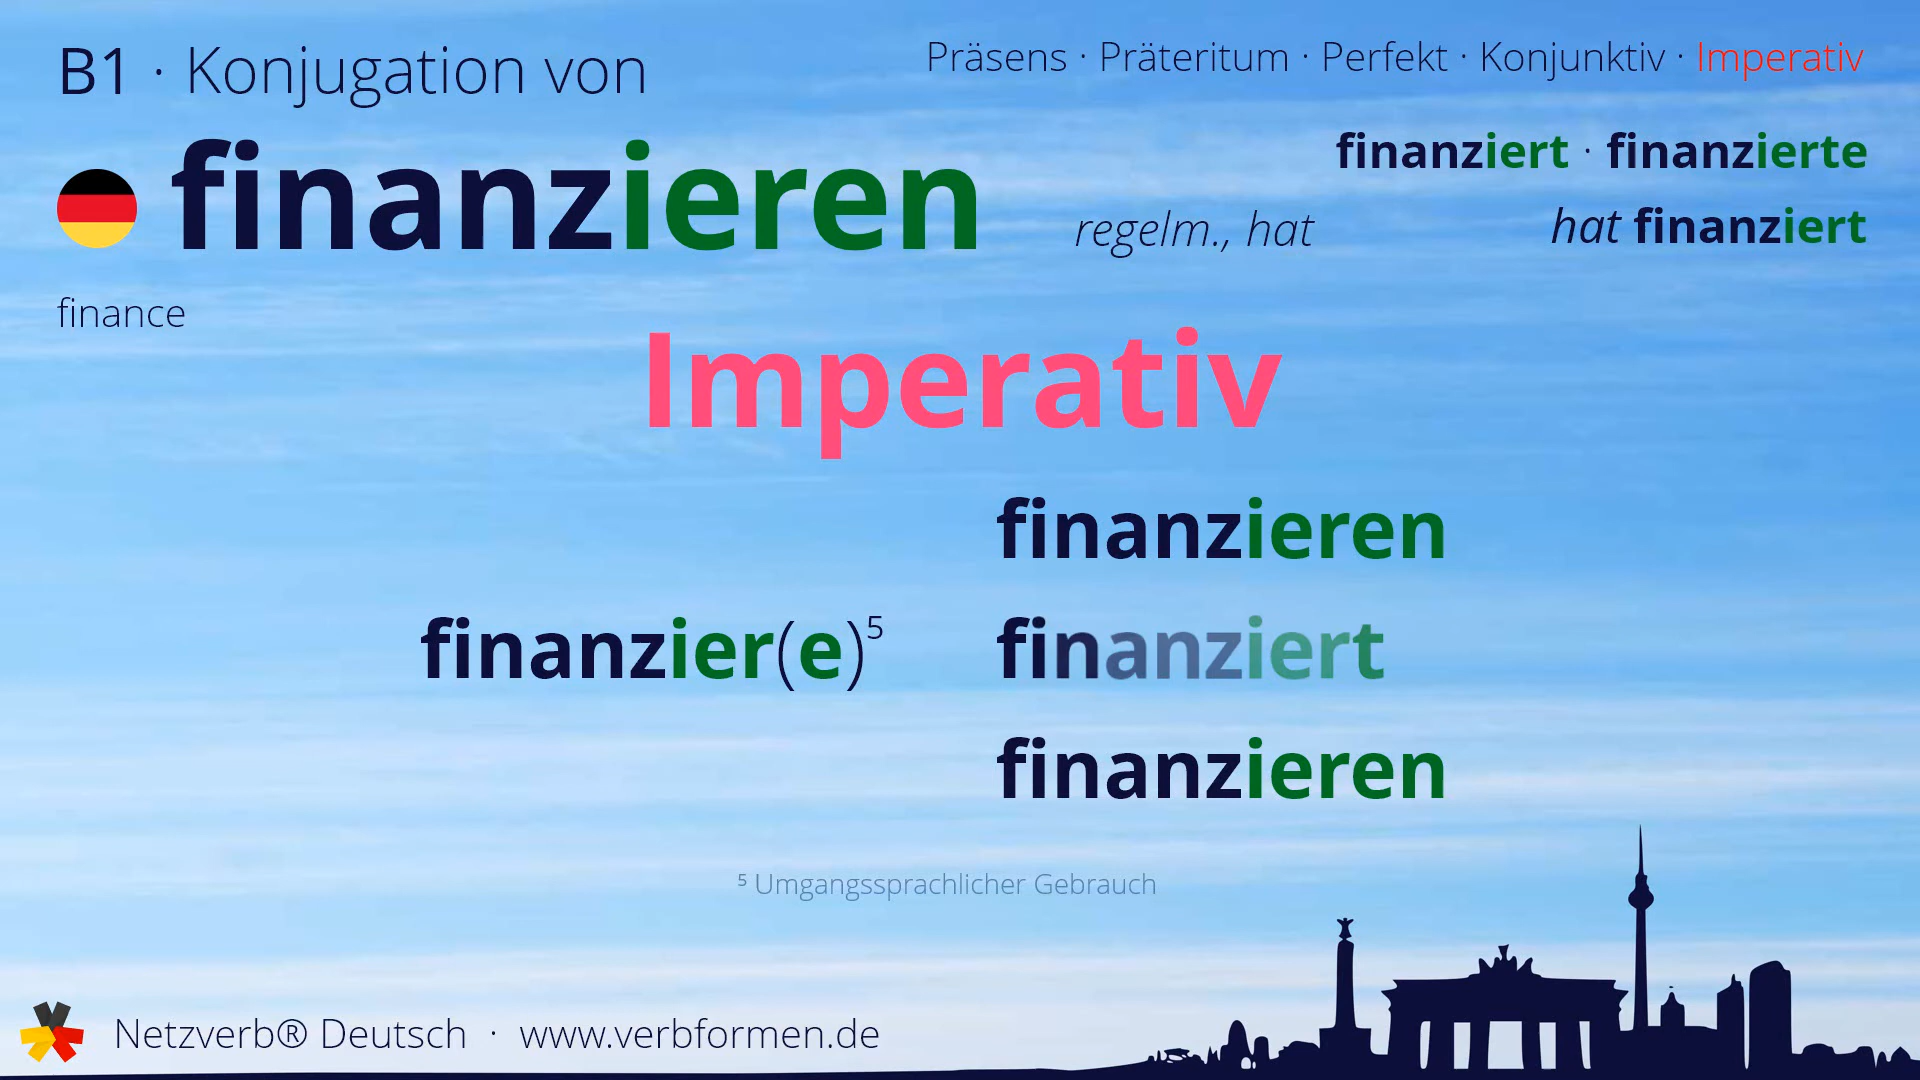 B1 · Konjugation von
Präsens · Präteritum · Perfekt · Konjunktiv · Imperativ
finanzieren
regelm., hat
finanziert · finanzierte
hat finanziert
finance
Imperativ
finanzieren
finanzier(e)⁵ finanziert
finanzieren
⁵ Umgangssprachlicher Gebrauch
Netzverb® Deutsch · www.verbformen.de